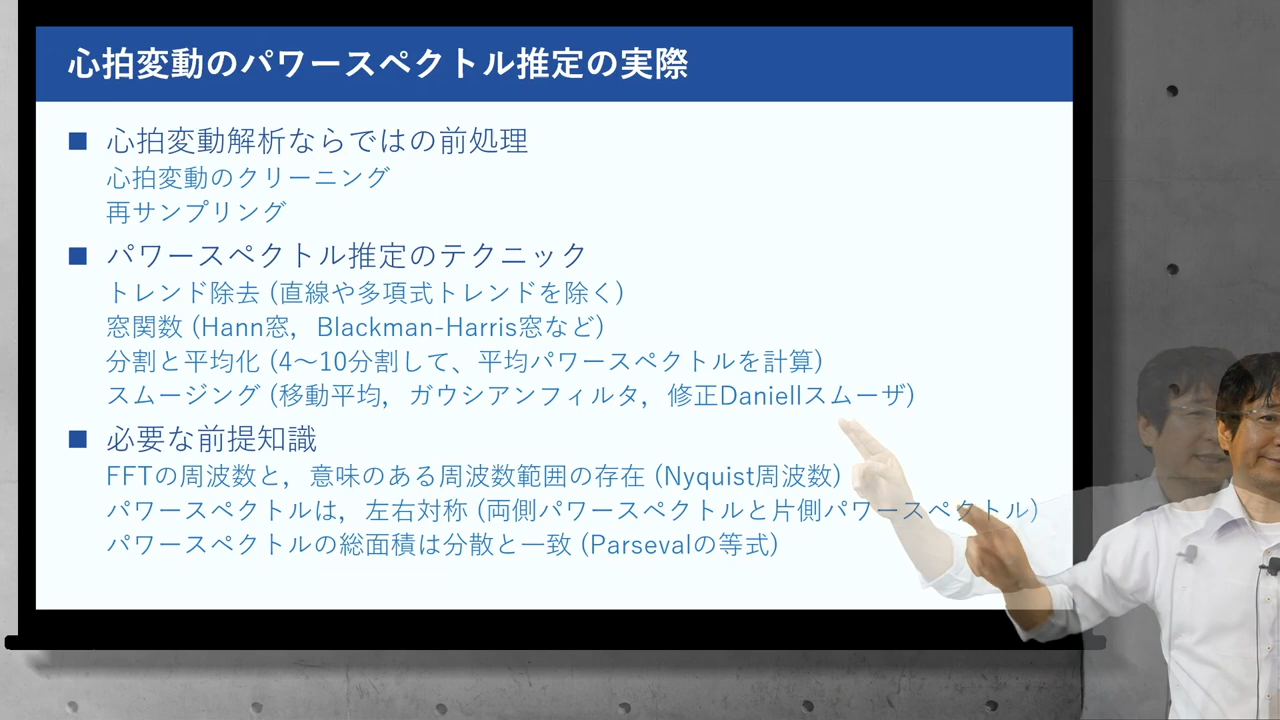 心拍変動のパワースペクトル推定の実際
■ 心拍変動解析ならではの前処理
心拍変動のクリーニング
再サンプリング
■ パワースペクトル推定のテクニック
トレンド除去 (直線や多項式トレンドを除く)
窓関数 (Hann窓，Blackman-Harris窓など)
分割と平均化 (4〜10分割して、平均パワースペクトルを計算)
スムージング (移動平均，ガウシアンフィルタ，修正Daniellスムーザ)
■ 必要な前提知識
FFTの周波数と，意味のある周波数範囲の存在 (Nyquist周波数)
パワースペクトルは，左右対称 (両側パワースペクトルと片側パワースペクトル)
パワースペクトルの総面積は分散と一致 (Parsevalの等式)